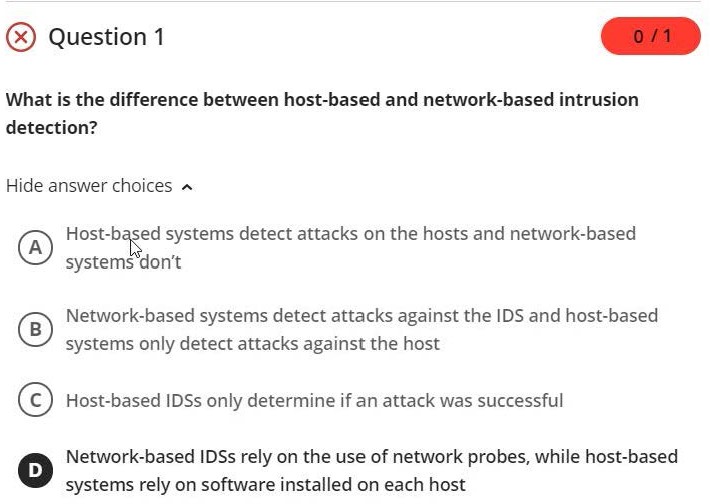 Question 1
0 / 1
What is the difference between host-based and network-based intrusion
detection?
Hide answer choices
A
Host-based systems detect attacks on the hosts and network-based
systems don't
B
Network-based systems detect attacks against the IDS and host-based
systems only detect attacks against the host
C
Host-based IDSs only determine if an attack was successful
D
Network-based IDSs rely on the use of network probes, while host-based
systems rely on software installed on each host